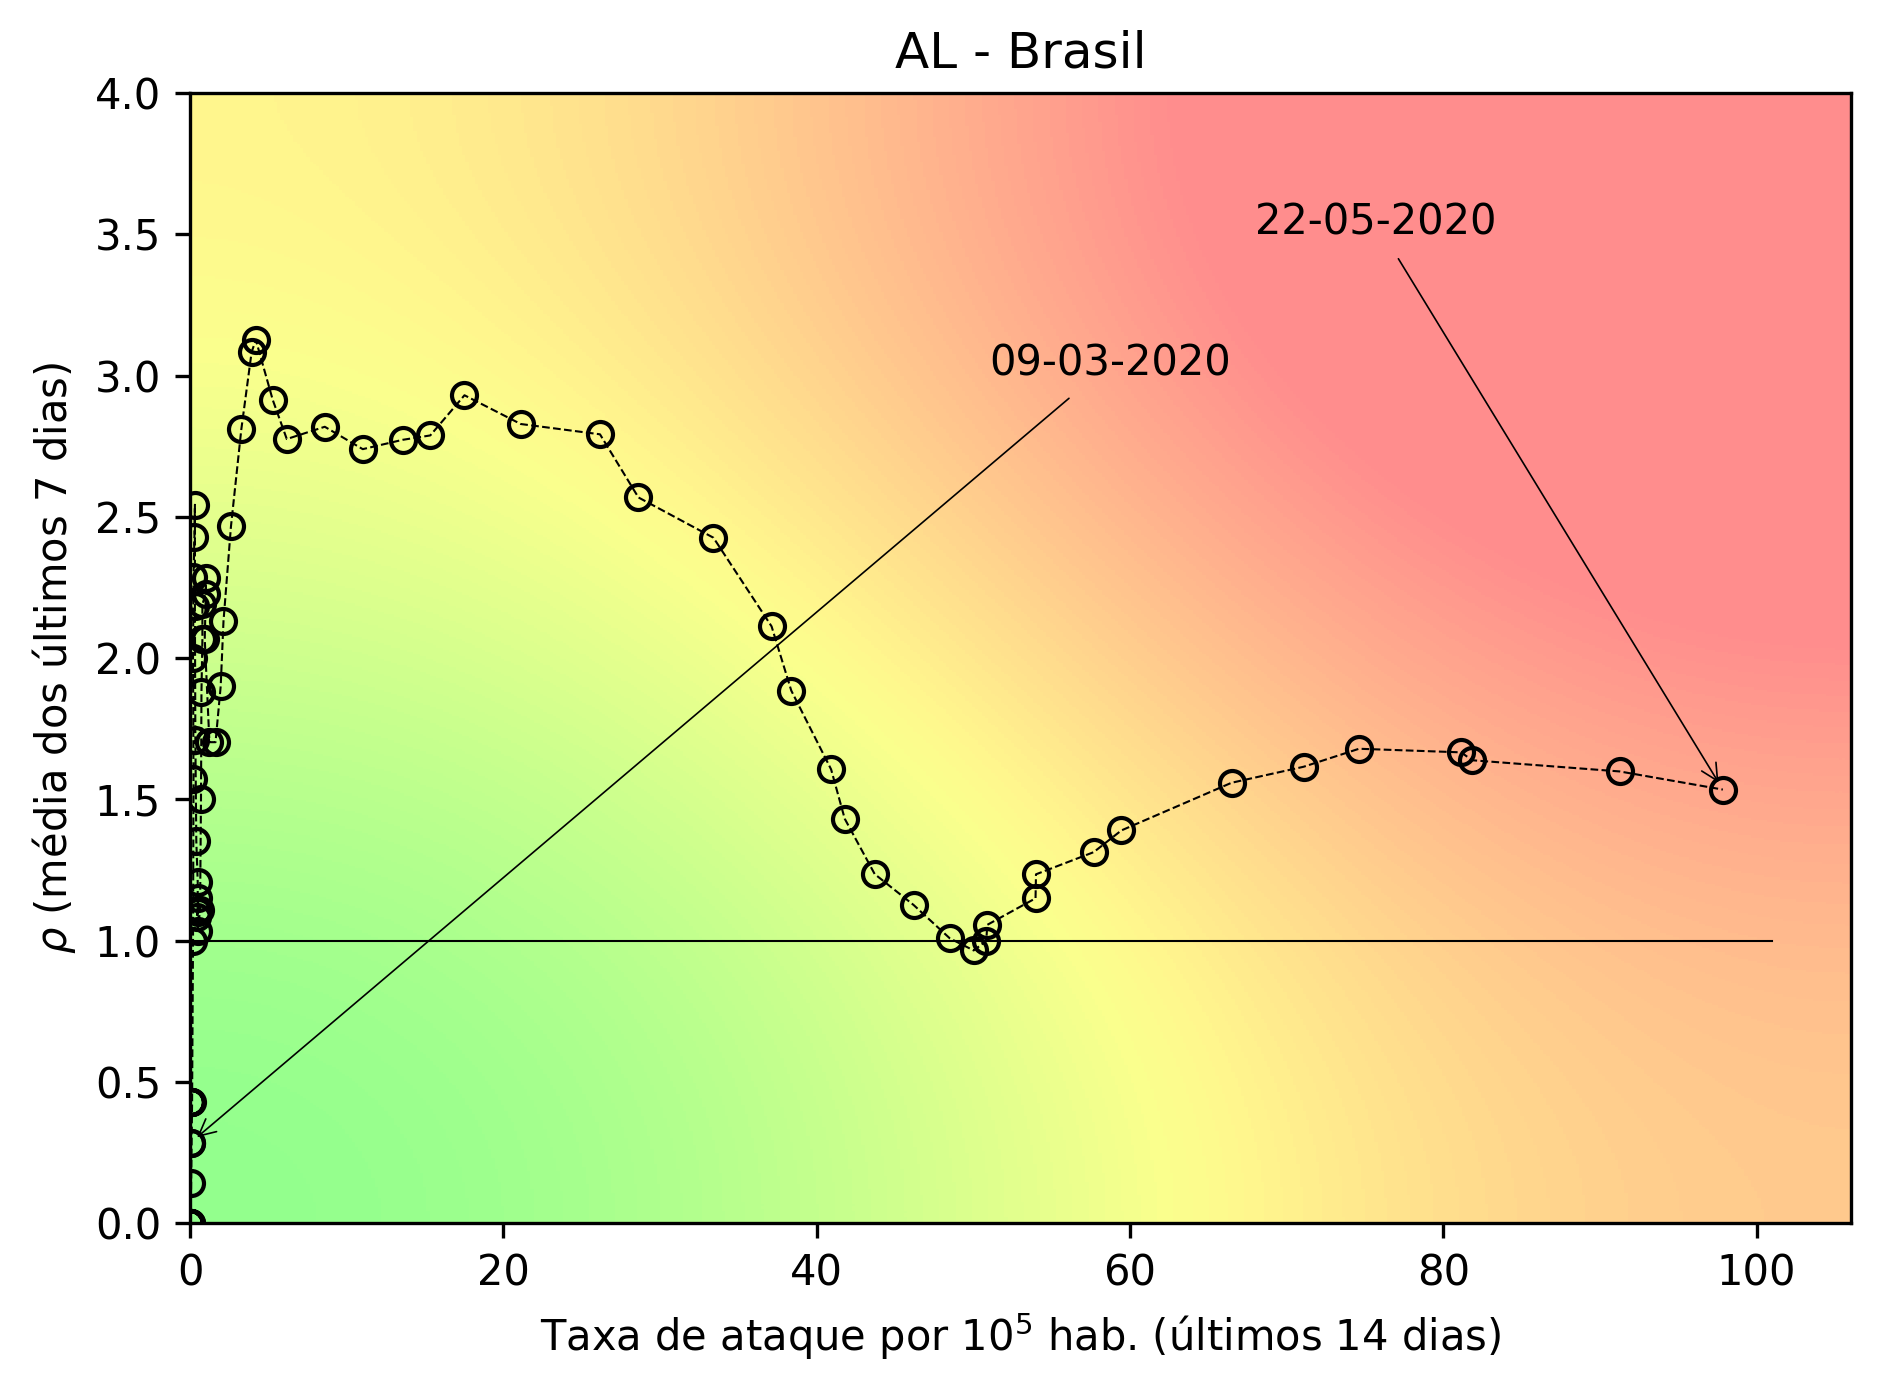 AL - Brasil
4.0
3.5
3.0
2.5
2.0
1.5
1.0
0.5
0.0
ρ (média dos últimos 7 dias)
22-05-2020
09-03-2020
0 20 40 60 80 100
Taxa de ataque por 10⁵ hab. (últimos 14 dias)